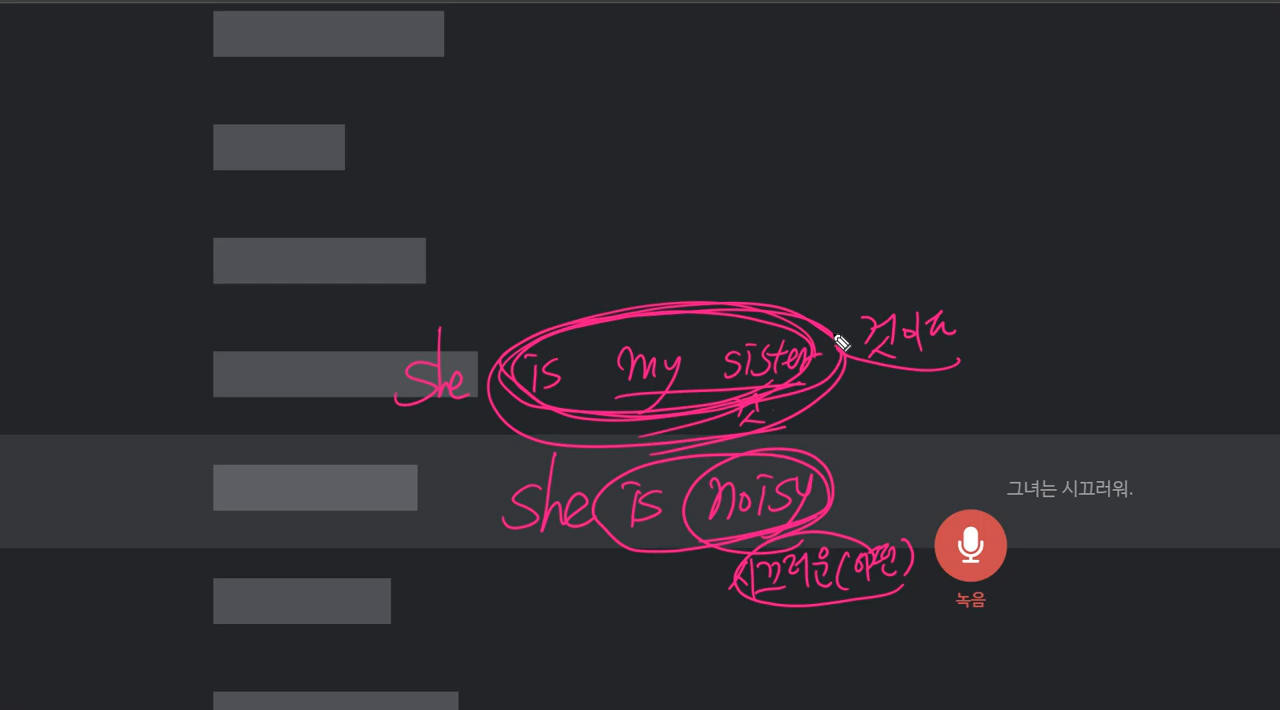 것이다
She is my sister
것
She is noisy
그녀는 시끄러워.
시끄러운(어떤)
녹음